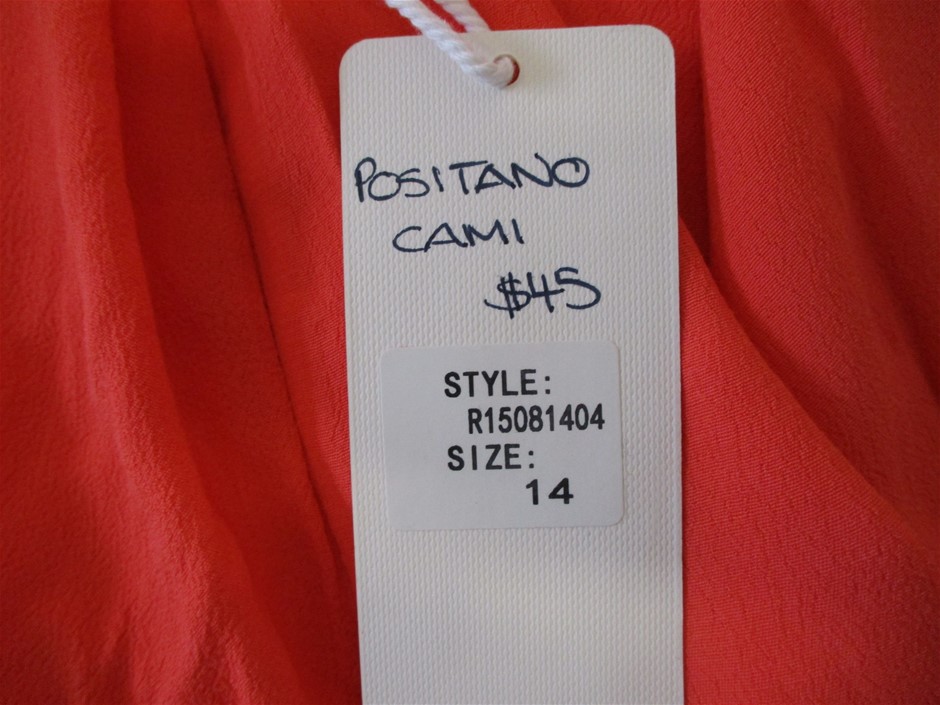 POSITANO
CAMI
$45
STYLE:
R15081404
SIZE:
14